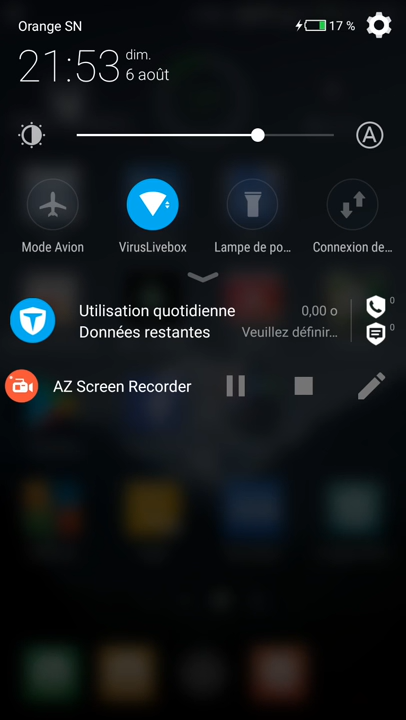 Orange SN
17 %
21:53
dim.
6 août
A
Mode Avion
VirusLivebox
Lampe de po...
Connexion de...
Utilisation quotidienne 0,00 o
0
Données restantes Veuillez définir...
0
AZ Screen Recorder